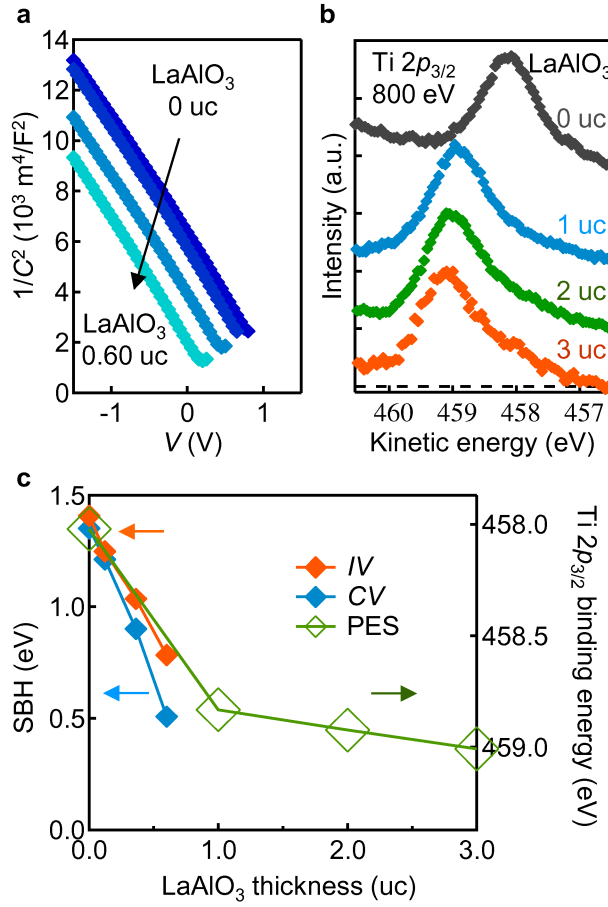 a
14
12
10
8
6
4
2
0
1/C² (10³ m⁴/F²)
LaAlO₃
0 uc
LaAlO₃
0.60 uc
-1
0
1
V (V)
b
Ti 2p₃/₂
800 eV
LaAlO₃
0 uc
1 uc
2 uc
3 uc
Intensity (a.u.)
460
459
458
457
Kinetic energy (eV)
c
1.5
1.0
0.5
0.0
SBH (eV)
IV
CV
PES
458.0
458.5
459.0
Ti 2p₃/₂ binding energy (eV)
0.0
1.0
2.0
3.0
LaAlO₃ thickness (uc)